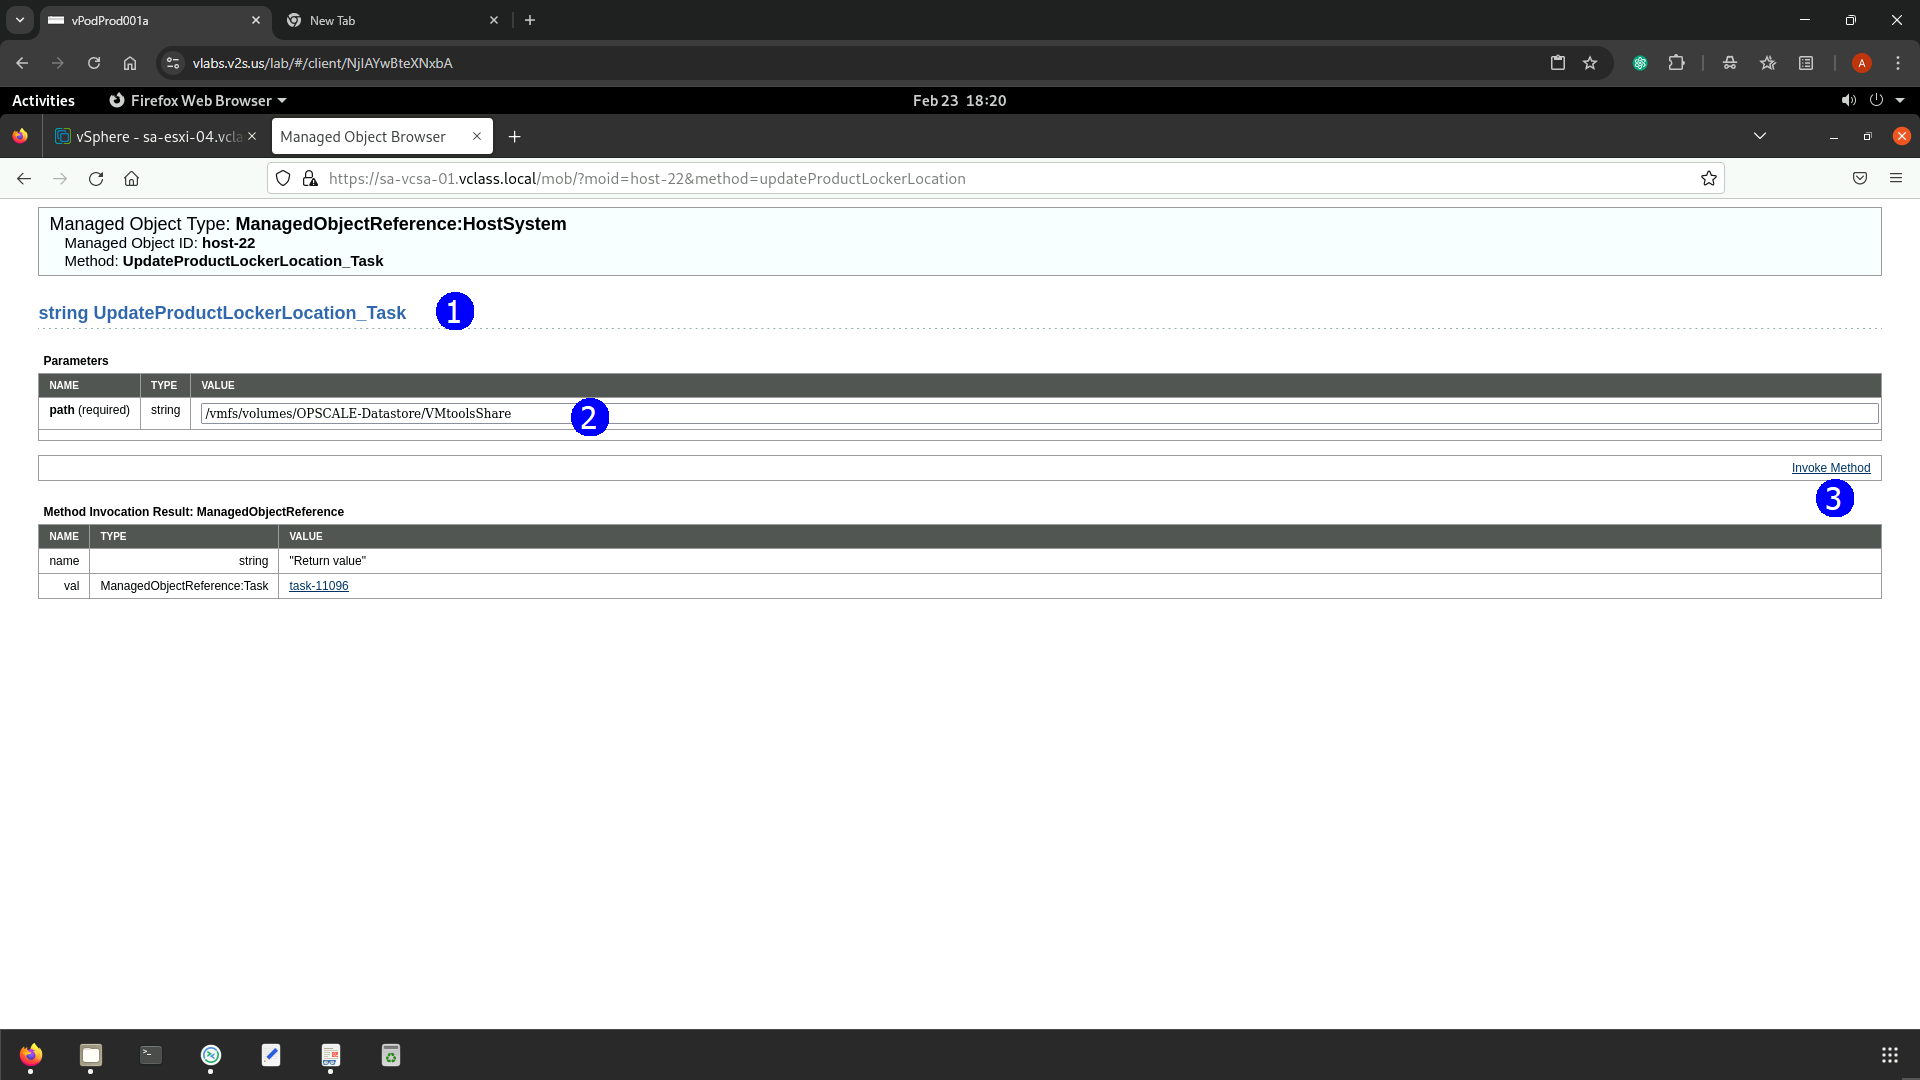 vPodProd001a
New Tab
vlabs.v2s.us/lab/#/client/NjIAYwBteXNxbA
A
Activities
Firefox Web Browser
Feb 23 18:20
vSphere - sa-esxi-04.vcla
Managed Object Browser
https://sa-vcsa-01.vclass.local/mob/?moid=host-22&method=updateProductLockerLocation
Managed Object Type: ManagedObjectReference:HostSystem
Managed Object ID: host-22
Method: UpdateProductLockerLocation_Task
string UpdateProductLockerLocation_Task
1
Parameters
NAME TYPE VALUE
path (required) string /vmfs/volumes/OPSCALE-Datastore/VMtoolsShare
2
Invoke Method
3
Method Invocation Result: ManagedObjectReference
NAME TYPE VALUE
name string "Return value"
val ManagedObjectReference:Task task-11096